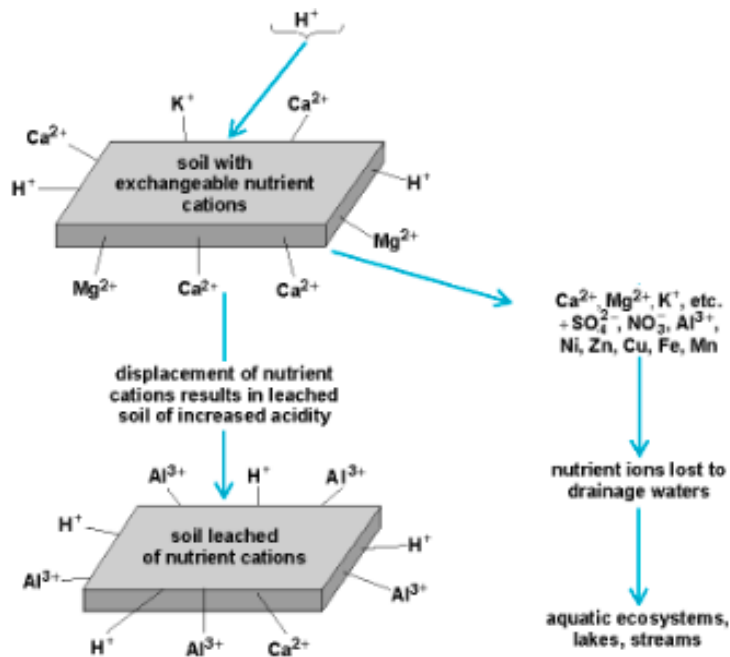 H⁺
K⁺
Ca²⁺
Ca²⁺
soil with
exchangeable nutrient
cations
H⁺
H⁺
Mg²⁺
Mg²⁺
Ca²⁺
Ca²⁺
Ca²⁺, Mg²⁺, K⁺, etc.
+SO₄²⁻, NO₃⁻, Al³⁺,
Ni, Zn, Cu, Fe, Mn
displacement of nutrient
cations results in leached
soil of increased acidity
nutrient ions lost to
drainage waters
Al³⁺
H⁺
Al³⁺
H⁺
soil leached
of nutrient cations
H⁺
Al³⁺
Al³⁺
H⁺
Al³⁺
Ca²⁺
aquatic ecosystems,
lakes, streams